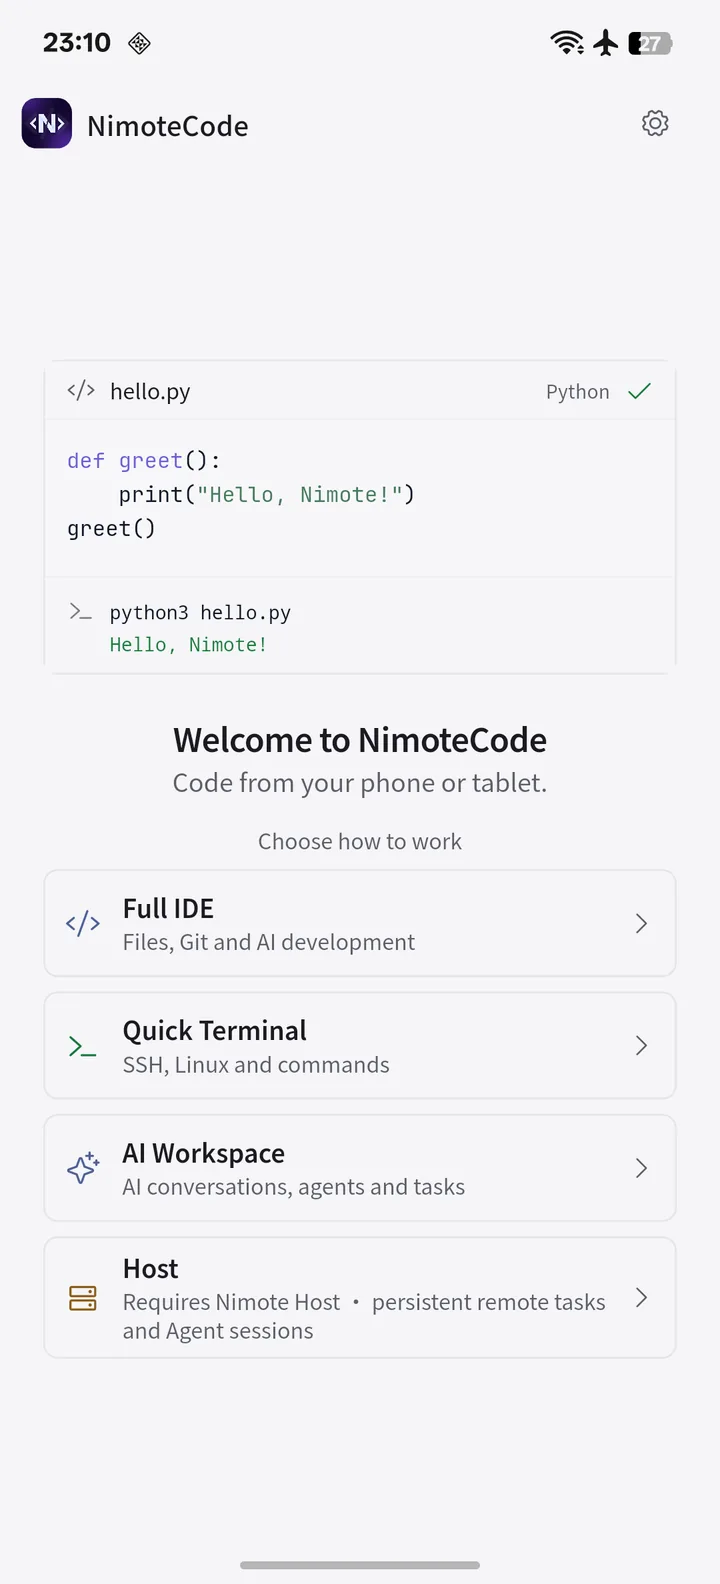 23:10
27
<N>
NimoteCode
</> hello.py
Python
def greet():
    print("Hello, Nimote!")
greet()
>_ python3 hello.py
Hello, Nimote!
Welcome to NimoteCode
Code from your phone or tablet.
Choose how to work
</>
Full IDE
Files, Git and AI development
>_
Quick Terminal
SSH, Linux and commands
AI Workspace
AI conversations, agents and tasks
Host
Requires Nimote Host • persistent remote tasks
and Agent sessions